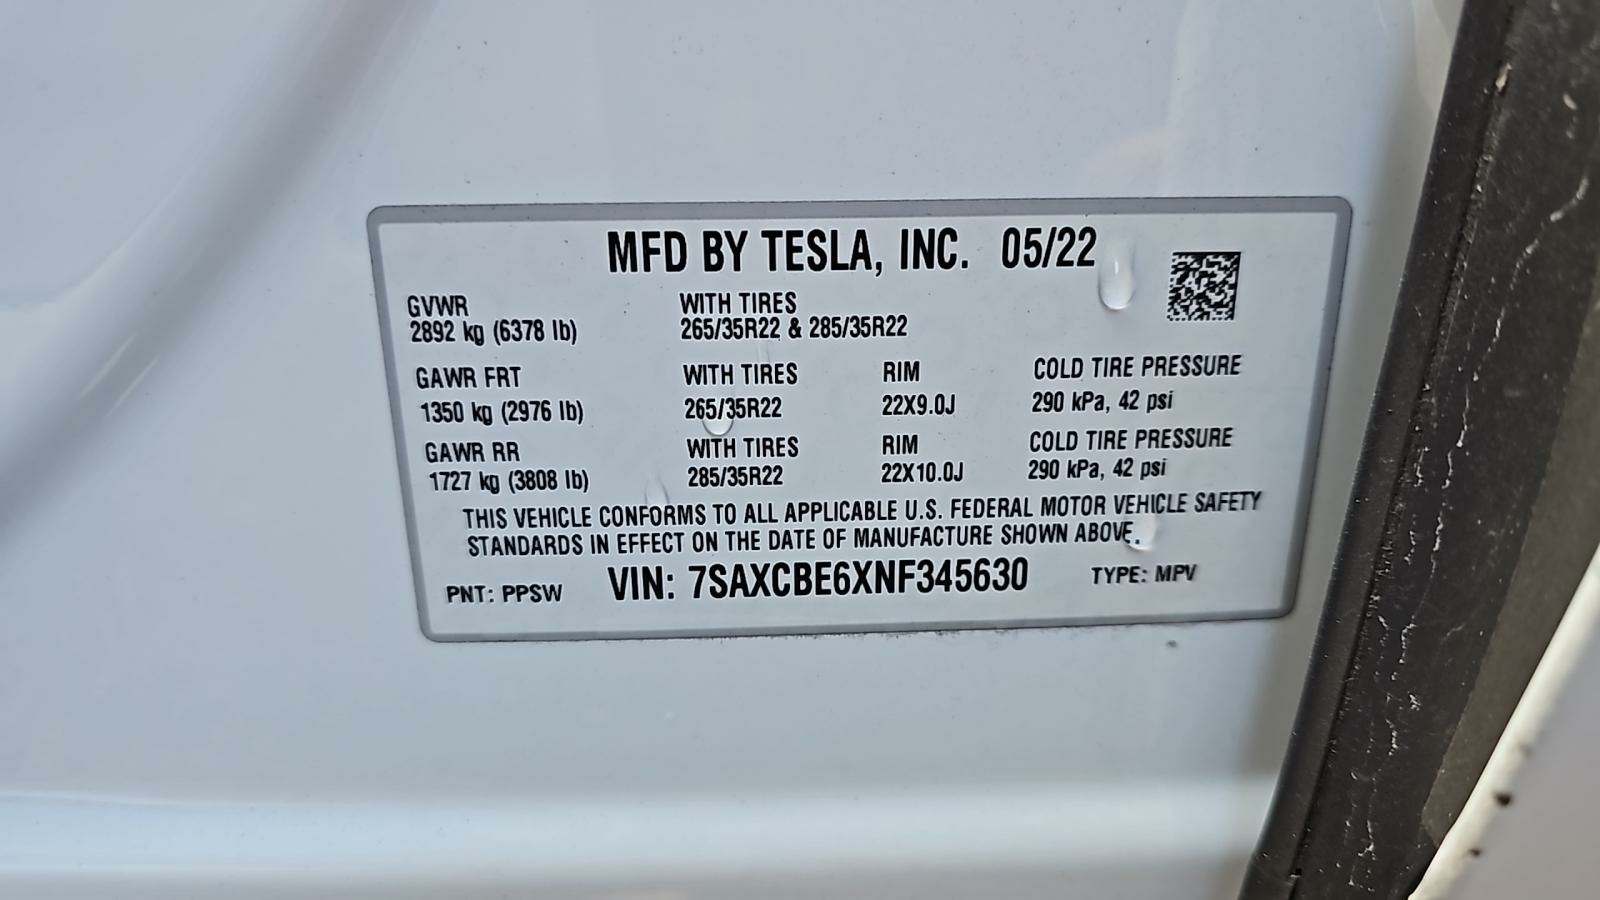 MFD BY TESLA, INC. 05/22
GVWR WITH TIRES
2892 kg (6378 lb) 265/35R22 & 285/35R22
GAWR FRT WITH TIRES RIM COLD TIRE PRESSURE
1350 kg (2976 lb) 265/35R22 22X9.0J 290 kPa, 42 psi
GAWR RR WITH TIRES RIM COLD TIRE PRESSURE
1727 kg (3808 lb) 285/35R22 22X10.0J 290 kPa, 42 psi
THIS VEHICLE CONFORMS TO ALL APPLICABLE U.S. FEDERAL MOTOR VEHICLE SAFETY
STANDARDS IN EFFECT ON THE DATE OF MANUFACTURE SHOWN ABOVE.
PNT: PPSW VIN: 7SAXCBE6XNF345630 TYPE: MPV